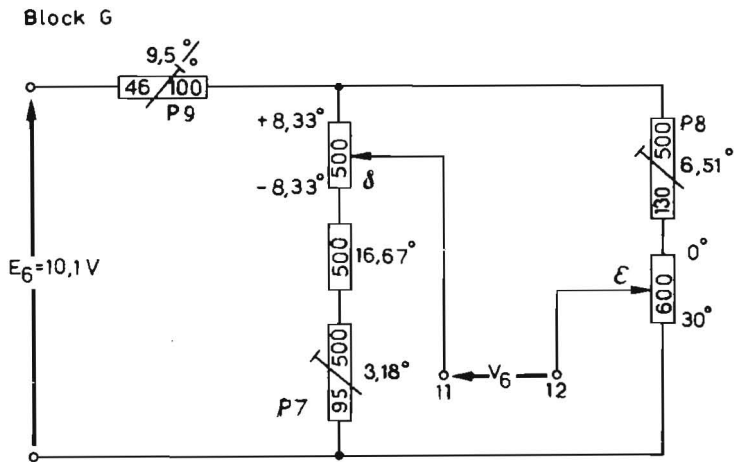 Block G
9,5 %
46 100
P9
+8,33°
500
-8,33°
δ
500
16,67°
500
95
3,18°
P7
E6=10,1V
V6
11
12
P8
500
130
6,51°
0°
600
ε
30°